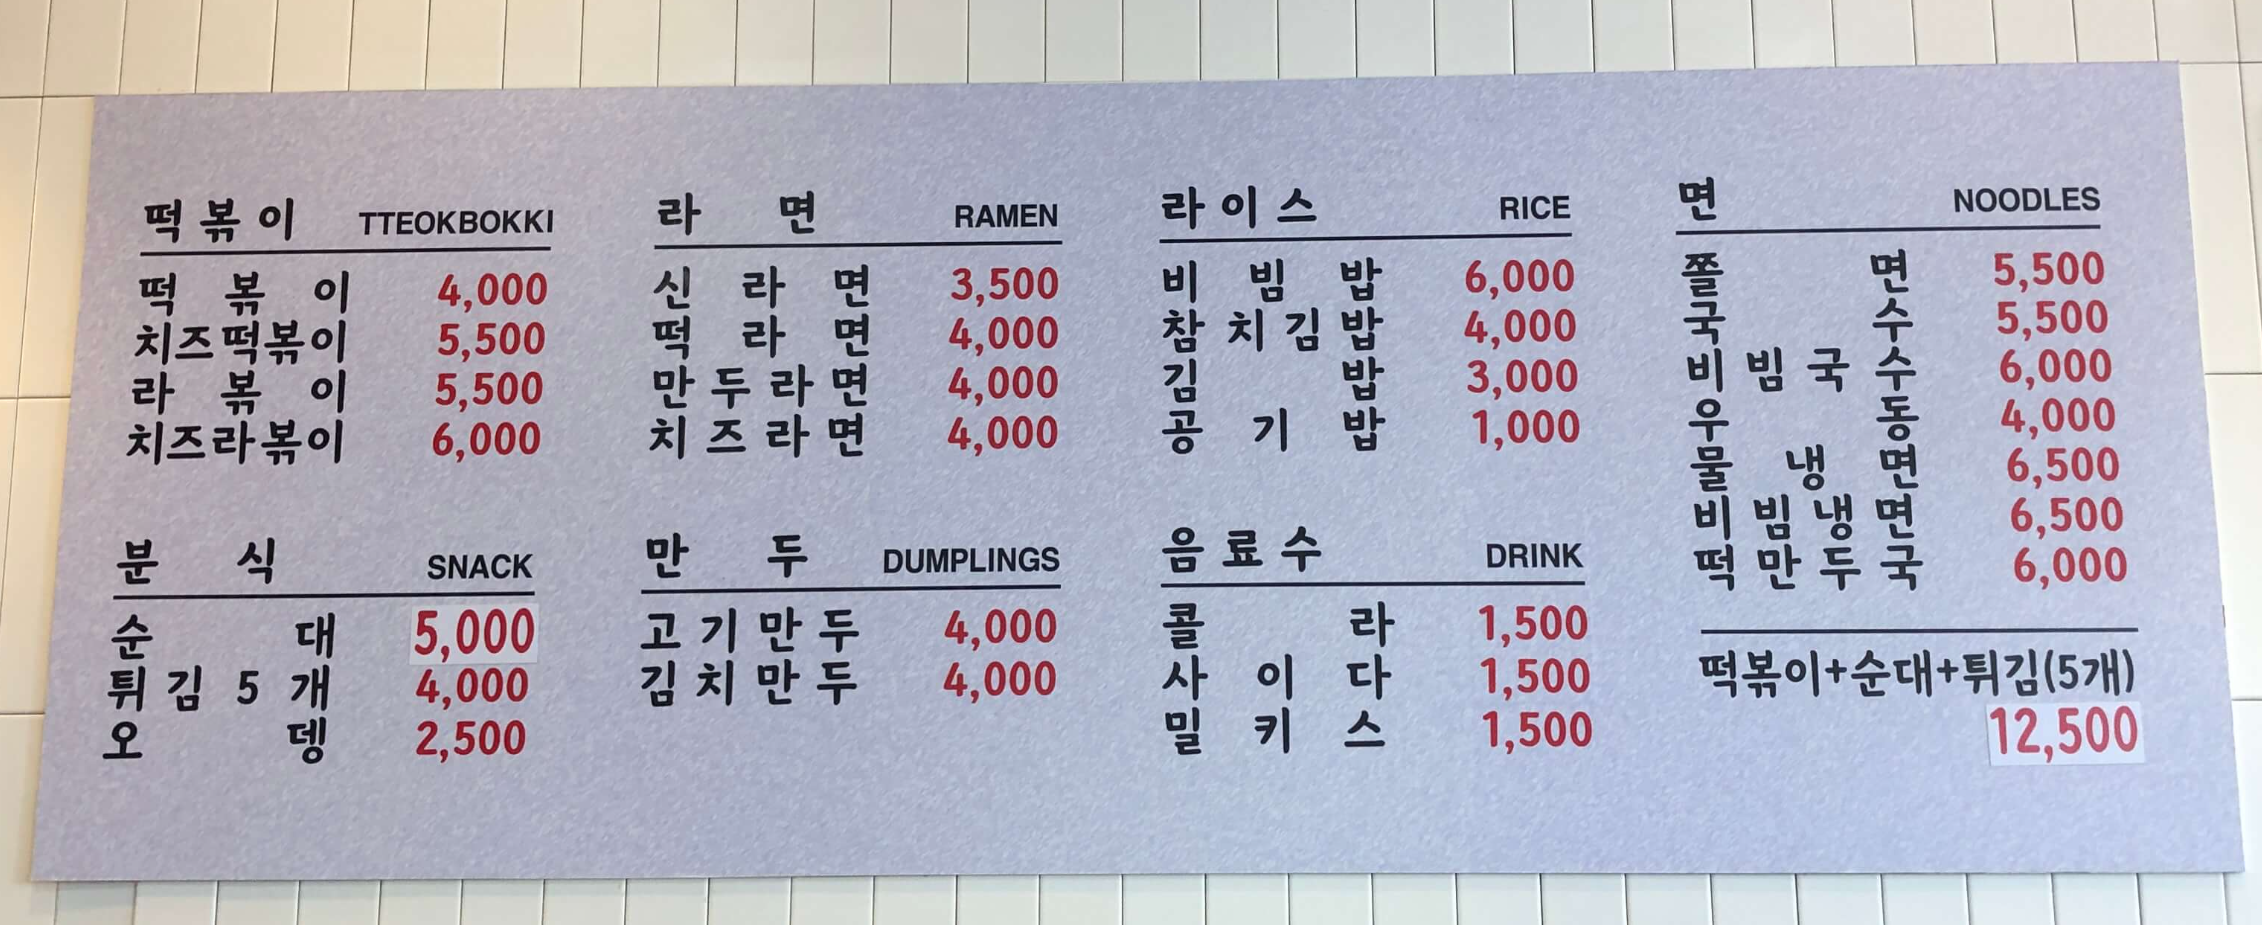 떡볶이 TTEOKBOKKI
떡볶이 4,000
치즈떡볶이 5,500
라볶이 5,500
치즈라볶이 6,000
라면 RAMEN
신라면 3,500
떡라면 4,000
만두라면 4,000
치즈라면 4,000
라이스 RICE
비빔밥 6,000
참치김밥 4,000
김밥 3,000
공기밥 1,000
면 NOODLES
쫄면 5,500
국수 5,500
비빔국수 6,000
우동 4,000
물냉면 6,500
비빔냉면 6,500
떡만두국 6,000
분식 SNACK
순대 5,000
튀김5개 4,000
오뎅 2,500
만두 DUMPLINGS
고기만두 4,000
김치만두 4,000
음료수 DRINK
콜라 1,500
사이다 1,500
밀키스 1,500
떡볶이+순대+튀김(5개)
12,500